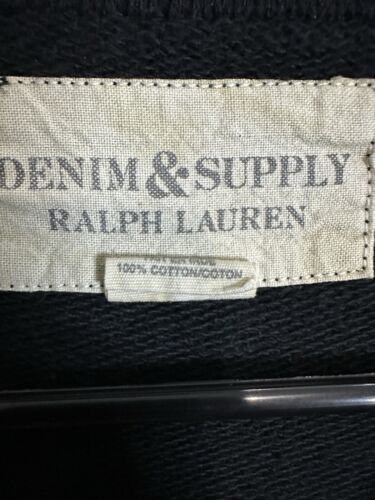 DENIM & SUPPLY
RALPH LAUREN
100% COTTON/COTON